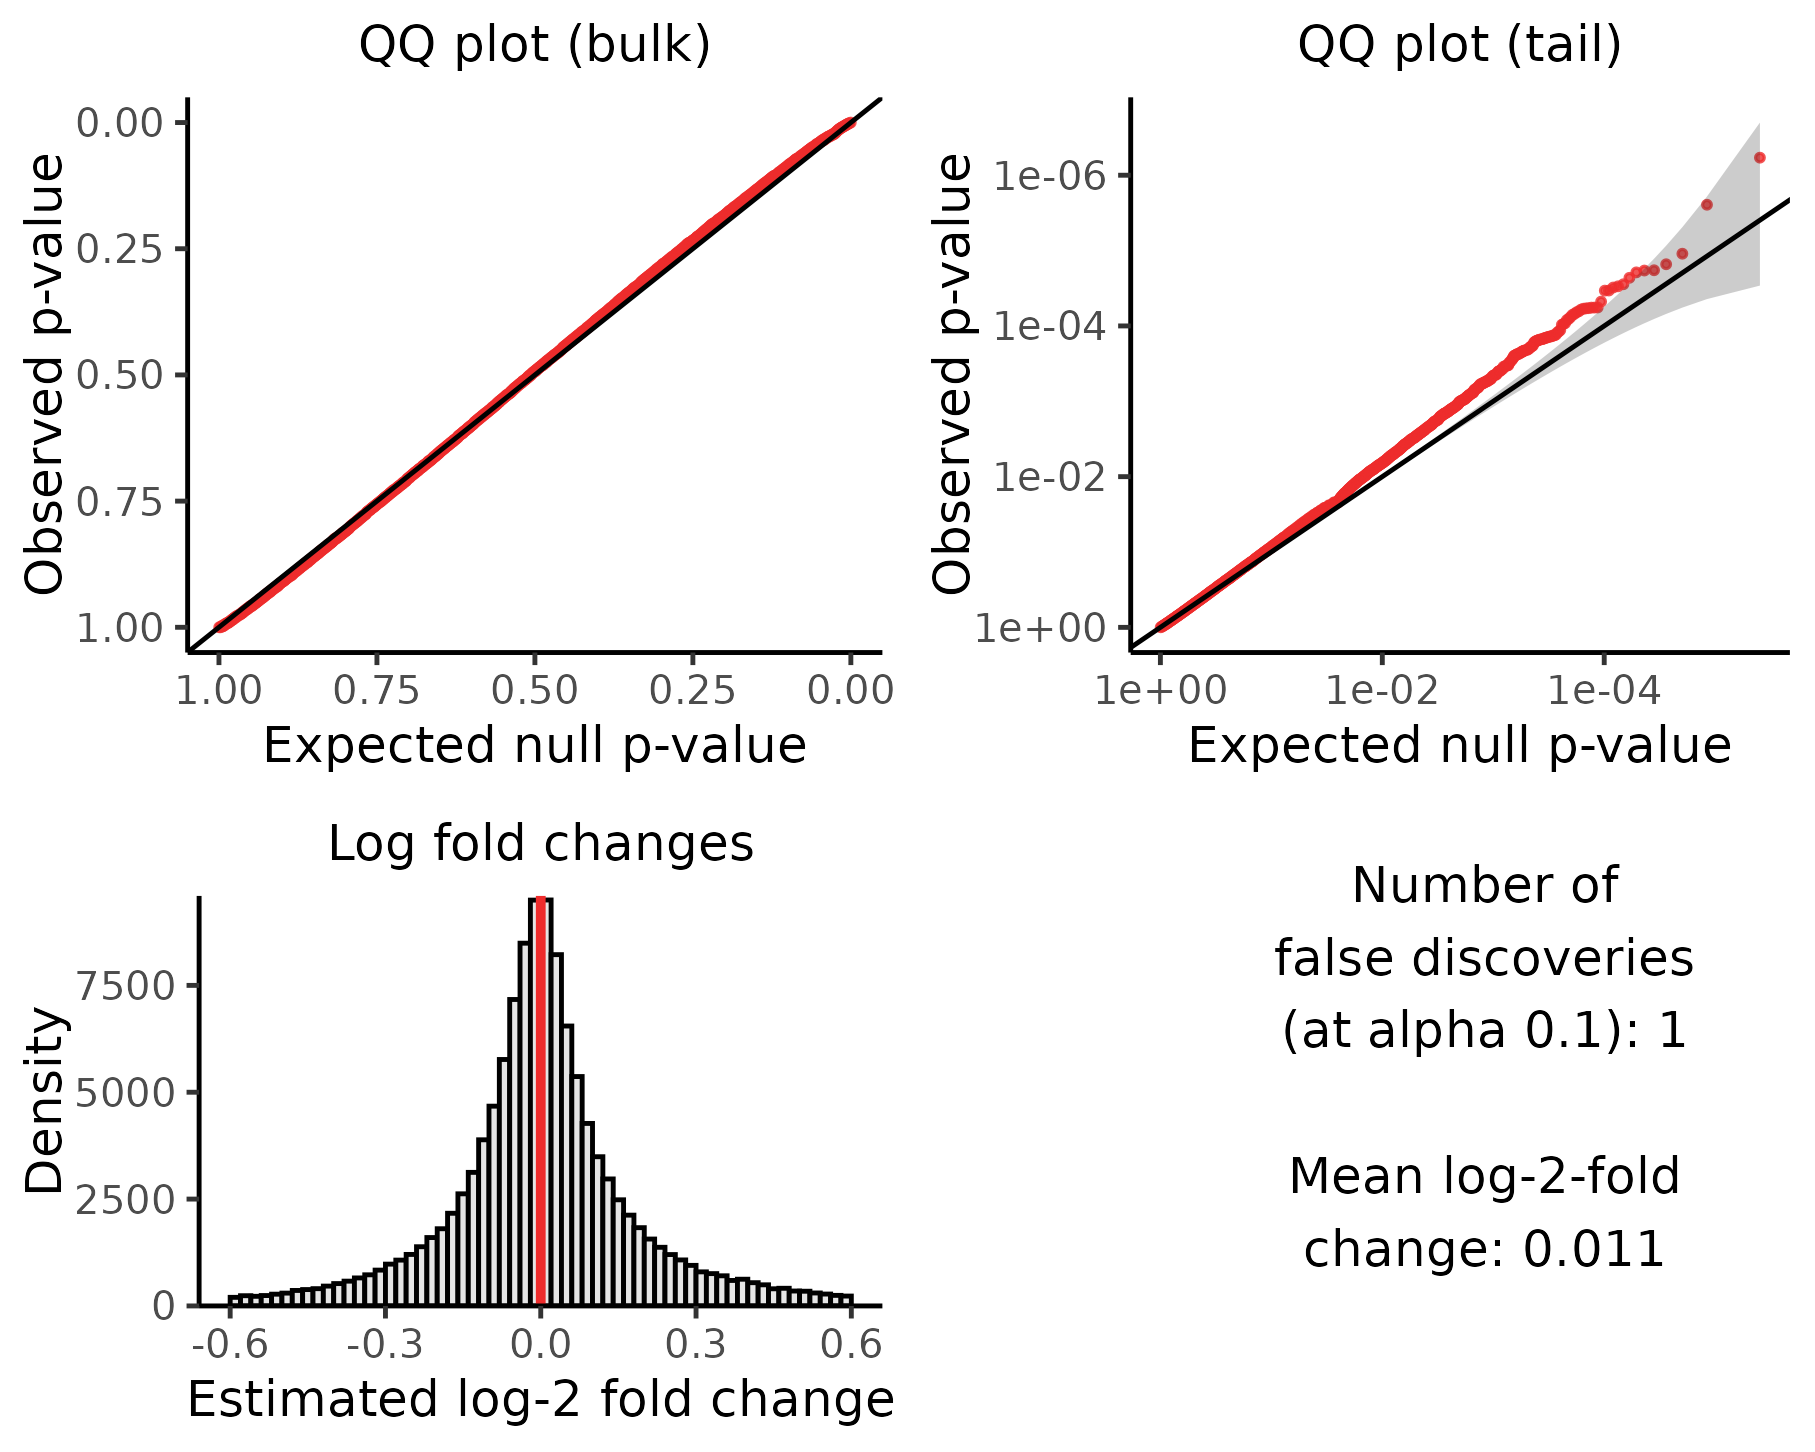 QQ plot (bulk)
Observed p-value
0.00
0.25
0.50
0.75
1.00
1.00 0.75 0.50 0.25 0.00
Expected null p-value
QQ plot (tail)
Observed p-value
1e-06
1e-04
1e-02
1e+00
1e+00 1e-02 1e-04
Expected null p-value
Log fold changes
Density
7500
5000
2500
0
-0.6 -0.3 0.0 0.3 0.6
Estimated log-2 fold change
Number of
false discoveries
(at alpha 0.1): 1
Mean log-2-fold
change: 0.011